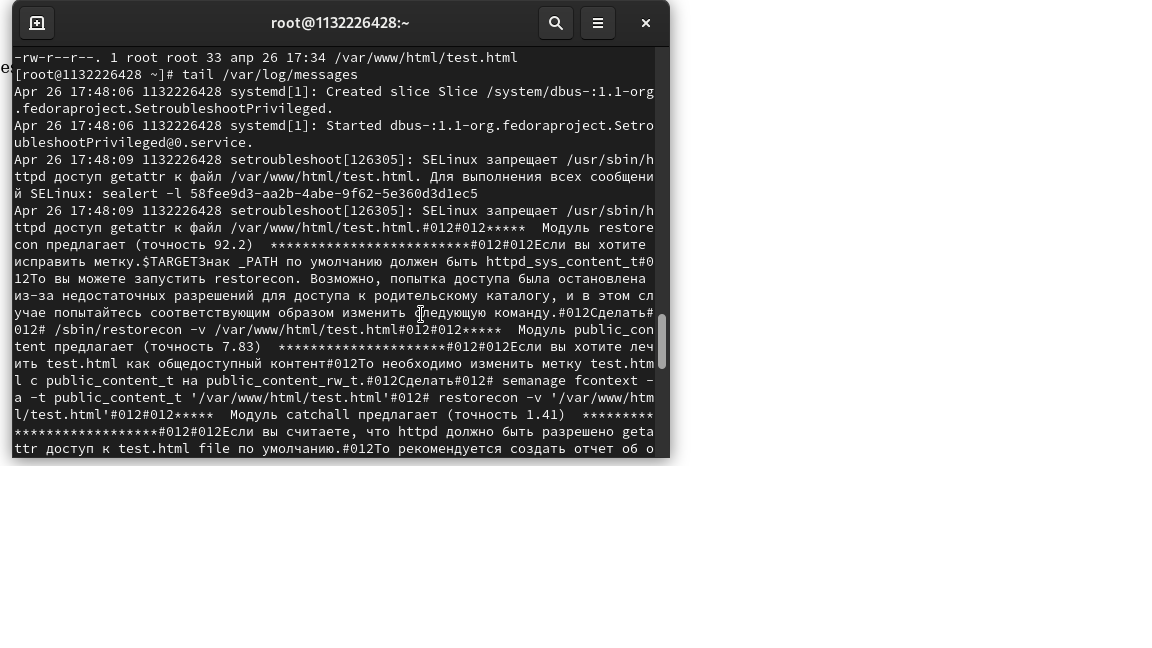 root@1132226428:~
es
-rw-r--r--. 1 root root 33 апр 26 17:34 /var/www/html/test.html
[root@1132226428 ~]# tail /var/log/messages
Apr 26 17:48:06 1132226428 systemd[1]: Created slice Slice /system/dbus-:1.1-org
.fedoraproject.SetroubleshootPrivileged.
Apr 26 17:48:06 1132226428 systemd[1]: Started dbus-:1.1-org.fedoraproject.Setro
ubleshootPrivileged@0.service.
Apr 26 17:48:09 1132226428 setroubleshoot[126305]: SELinux запрещает /usr/sbin/h
ttpd доступ getattr к файл /var/www/html/test.html. Для выполнения всех сообщени
й SELinux: sealert -l 58fee9d3-aa2b-4abe-9f62-5e360d3d1ec5
Apr 26 17:48:09 1132226428 setroubleshoot[126305]: SELinux запрещает /usr/sbin/h
ttpd доступ getattr к файл /var/www/html/test.html.#012#012*****  Модуль restore
con предлагает (точность 92.2)  *************************#012#012Если вы хотите
исправить метку.$TARGETЗнак _PATH по умолчанию должен быть httpd_sys_content_t#0
12То вы можете запустить restorecon. Возможно, попытка доступа была остановлена
из-за недостаточных разрешений для доступа к родительскому каталогу, и в этом сл
учае попытайтесь соответствующим образом изменить следующую команду.#012Сделать#
012# /sbin/restorecon -v /var/www/html/test.html#012#012*****  Модуль public_con
tent предлагает (точность 7.83)  *********************#012#012Если вы хотите леч
ить test.html как общедоступный контент#012То необходимо изменить метку test.htm
l с public_content_t на public_content_rw_t.#012Сделать#012# semanage fcontext -
a -t public_content_t '/var/www/html/test.html'#012# restorecon -v '/var/www/htm
l/test.html'#012#012*****  Модуль catchall предлагает (точность 1.41)  *********
******************#012#012Если вы считаете, что httpd должно быть разрешено geta
ttr доступ к test.html file по умолчанию.#012То рекомендуется создать отчет об о